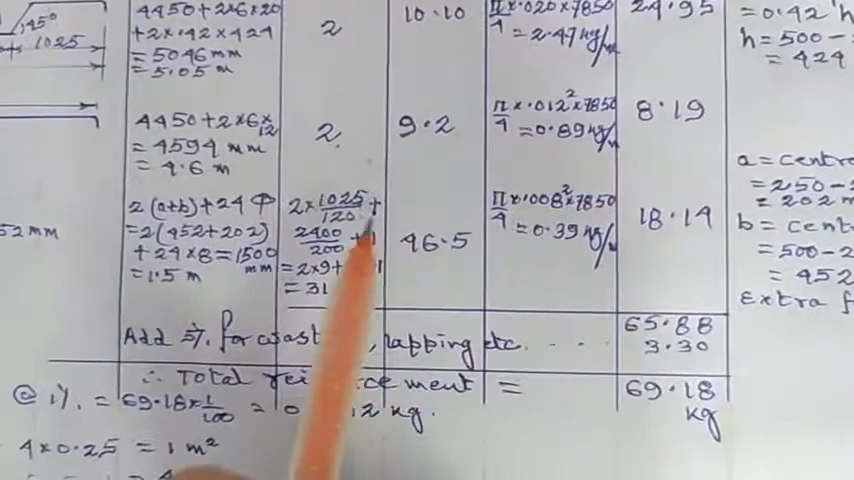 45°
1025
4450+2×6×20
+2×.42×424
=5046 mm
=5.05 m
2
10.10
π/4 ×.020×7850
=2.47 kg/m
24.95
=0.42 h
h=500-
=424
4450+2×6×12
=4594 mm
=4.6 m
2.
9.2
π/4 ×.012²×7850
=0.89 kg/m
8.19
2(a+b)+24 φ
=2(452+202)
+24×8=1500 mm
=1.5 m
2×1025/120+
2400/200 +1
=2×9+
=31
46.5
π/4 ×.008²×7850
=0.39 kg/m
18.14
a=centre
=250-2
=202 m
b=cent
=500-2
=452
Extra f
52 mm
Add 5%. for , lapping etc. - - - -
65.88
3.30
∴ Total ment =
69.18
kg
@ 1%. = 69.18×1/100 = kg.
4×0.25 = 1 m²